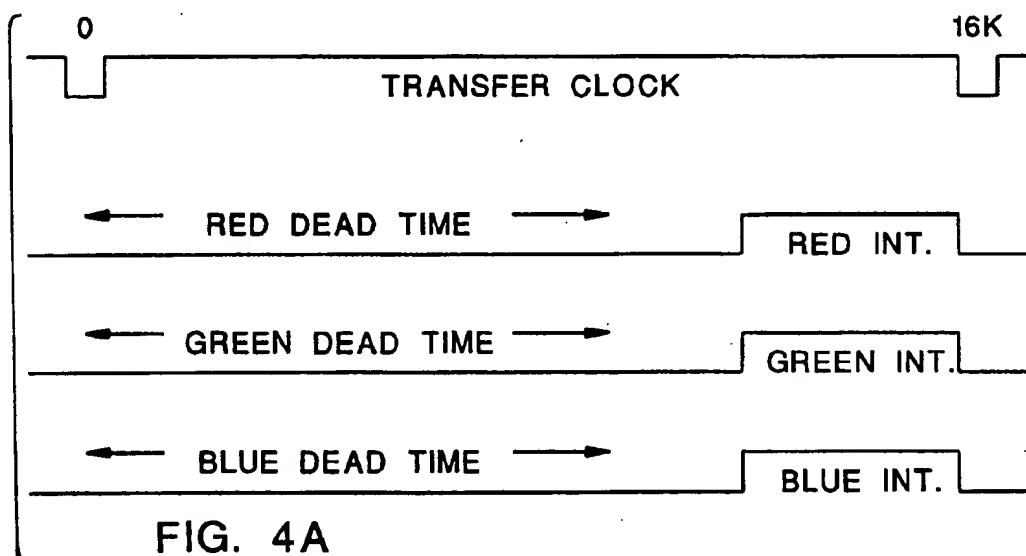 0 16K
TRANSFER CLOCK
RED DEAD TIME
RED INT.
GREEN DEAD TIME
GREEN INT.
BLUE DEAD TIME
BLUE INT.
FIG. 4A